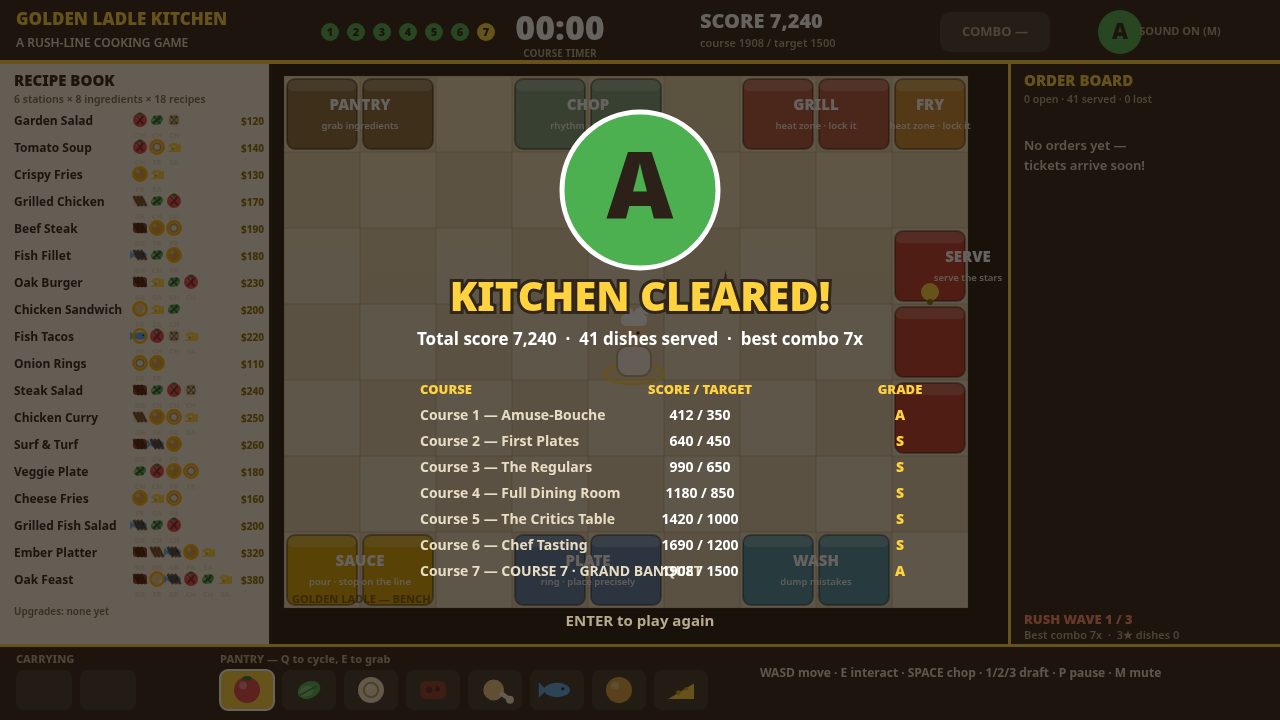 GOLDEN LADLE KITCHEN
A RUSH-LINE COOKING GAME
1 2 3 4 5 6 7
00:00
COURSE TIMER
SCORE 7,240
course 1908 / target 1500
COMBO —
A
SOUND ON (M)
RECIPE BOOK
6 stations × 8 ingredients × 18 recipes
Garden Salad $120
Tomato Soup $140
Crispy Fries $130
Grilled Chicken $170
Beef Steak $190
Fish Fillet $180
Oak Burger $230
Chicken Sandwich $200
Fish Tacos $220
Onion Rings $110
Steak Salad $240
Chicken Curry $250
Surf & Turf $260
Veggie Plate $180
Cheese Fries $160
Grilled Fish Salad $200
Ember Platter $320
Oak Feast $380
Upgrades: none yet
PANTRY
grab ingredients
CHOP
rhythm
GRILL
heat zone · lock it
FRY
heat zone · lock it
SERVE
serve the stars
A
KITCHEN CLEARED!
Total score 7,240 · 41 dishes served · best combo 7x
COURSE SCORE / TARGET GRADE
Course 1 — Amuse-Bouche 412 / 350 A
Course 2 — First Plates 640 / 450 S
Course 3 — The Regulars 990 / 650 S
Course 4 — Full Dining Room 1180 / 850 S
Course 5 — The Critics Table 1420 / 1000 S
Course 6 — Chef Tasting 1690 / 1200 S
Course 7 — COURSE 7 · GRAND BANQUET 1908 / 1500 A
SAUCE
pour · stop on the line
PLATE
ring · place precisely
WASH
dump mistakes
GOLDEN LADLE — BENCH
ENTER to play again
ORDER BOARD
0 open · 41 served · 0 lost
No orders yet —
tickets arrive soon!
RUSH WAVE 1 / 3
Best combo 7x · 3★ dishes 0
CARRYING
PANTRY — Q to cycle, E to grab
WASD move · E interact · SPACE chop · 1/2/3 draft · P pause · M mute